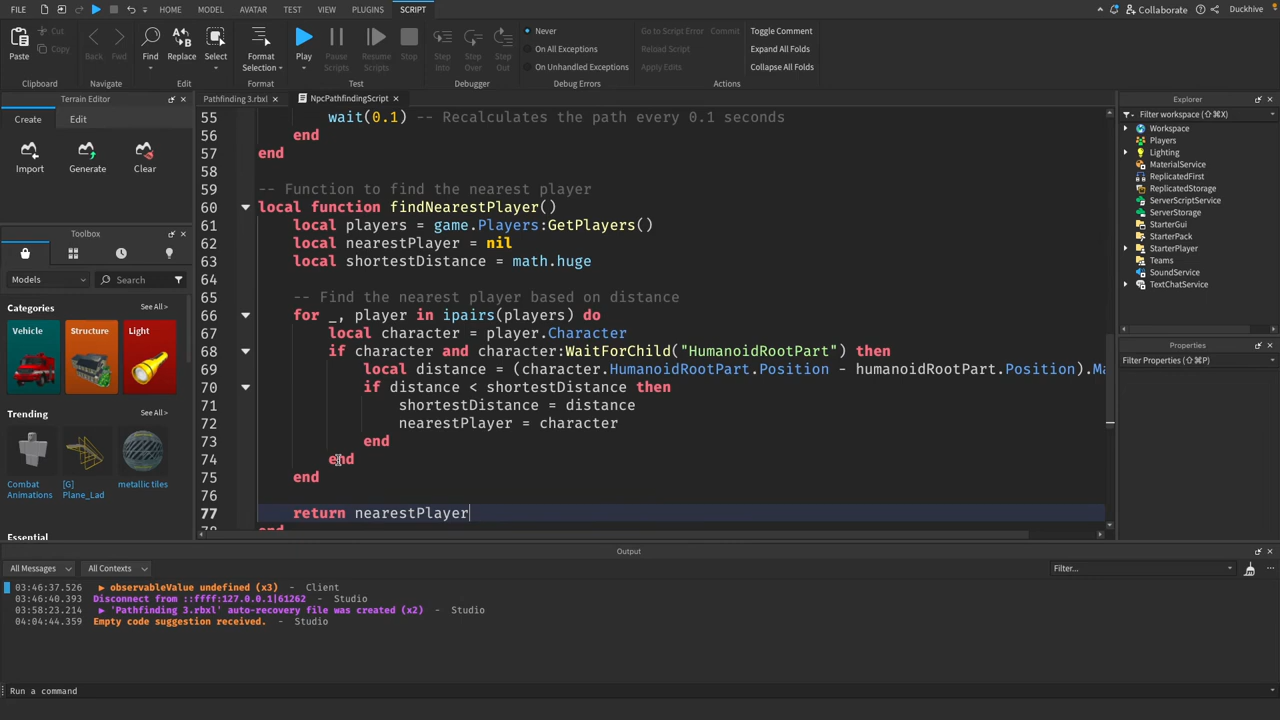 FILE HOME MODEL AVATAR TEST VIEW PLUGINS SCRIPT Collaborate Duckhive
Paste Cut Copy Back Fwd Find Replace Select Format Selection Play Pause Scripts Resume Scripts Stop Step Into Step Over Step Out
Never
On All Exceptions
On Unhandled Exceptions
Go to Script Error Commit
Reload Script
Apply Edits
Toggle Comment
Expand All Folds
Collapse All Folds
Clipboard Navigate Edit Format Test Debugger Debug Errors Actions
Terrain Editor
Create Edit
Import Generate Clear
Toolbox
Models Search
Categories See All >
Vehicle Structure Light
Trending See All >
Combat Animations
[G] Plane_Lad
metallic tiles
Essential See All >
Pathfinding 3.rbxl NpcPathfindingScript
55 wait(0.1) -- Recalculates the path every 0.1 seconds
56 end
57 end
58
59 -- Function to find the nearest player
60 local function findNearestPlayer()
61 local players = game.Players:GetPlayers()
62 local nearestPlayer = nil
63 local shortestDistance = math.huge
64
65 -- Find the nearest player based on distance
66 for _, player in ipairs(players) do
67 local character = player.Character
68 if character and character:WaitForChild("HumanoidRootPart") then
69 local distance = (character.HumanoidRootPart.Position - humanoidRootPart.Position).Ma
70 if distance < shortestDistance then
71 shortestDistance = distance
72 nearestPlayer = character
73 end
74 end
75 end
76
77 return nearestPlayer
78 end
Explorer
Filter workspace (⇧⌘X)
Workspace
Players
Lighting
MaterialService
ReplicatedFirst
ReplicatedStorage
ServerScriptService
ServerStorage
StarterGui
StarterPack
StarterPlayer
Teams
SoundService
TextChatService
Properties
Filter Properties (⇧⌘P)
Output
All Messages All Contexts Filter...
03:46:37.526 ▶ observableValue undefined (x3) - Client
03:46:40.393 Disconnect from ::ffff:127.0.0.1|61262 - Studio
03:58:23.214 ▶ 'Pathfinding 3.rbxl' auto-recovery file was created (x2) - Studio
04:04:44.359 Empty code suggestion received. - Studio
Run a command